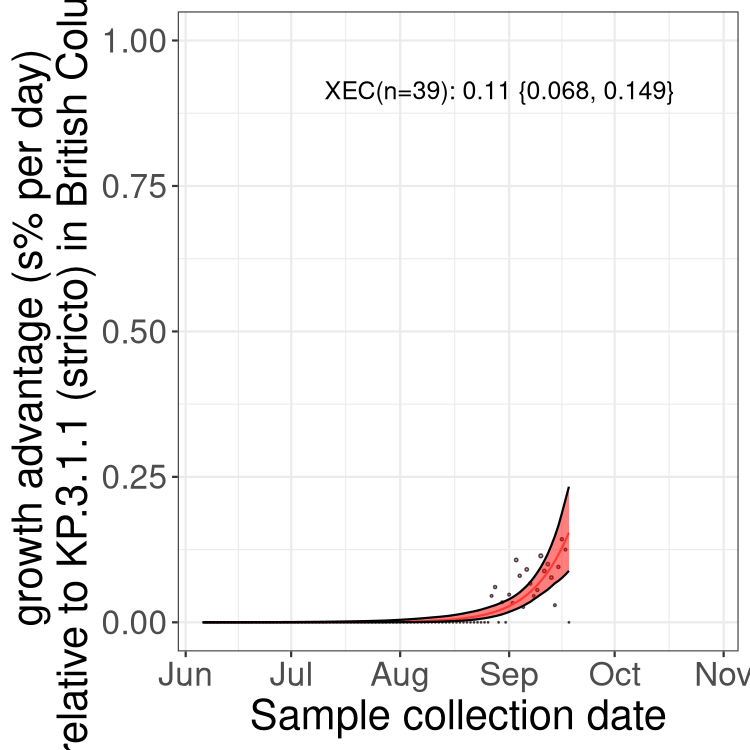 growth advantage (s% per day)
relative to KP.3.1.1 (stricto) in British Colu
1.00
0.75
0.50
0.25
0.00
XEC(n=39): 0.11 {0.068, 0.149}
Jun Jul Aug Sep Oct Nov
Sample collection date